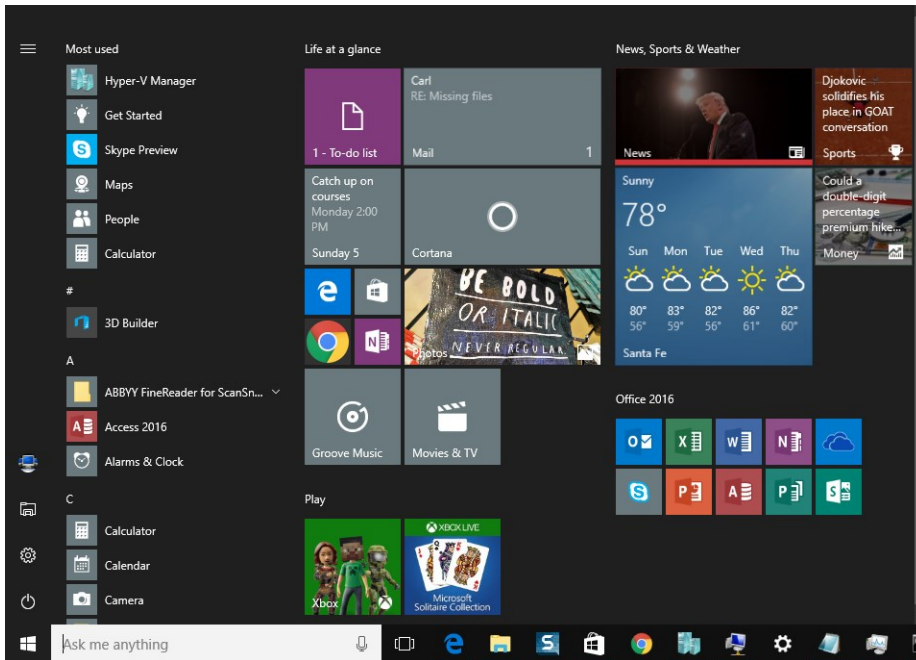 Most used
Hyper-V Manager
Get Started
Skype Preview
Maps
People
Calculator
#
3D Builder
A
ABBYY FineReader for ScanSn...
Access 2016
Alarms & Clock
C
Calculator
Calendar
Camera
Life at a glance
1 - To-do list
Carl
RE: Missing files
Mail
1
Catch up on
courses
Monday 2:00
PM
Sunday 5
Cortana
BE BOLD
OR ITALIC
NEVER REGULAR.
Photos
Groove Music
Movies & TV
Play
Xbox
XBOX LIVE
Microsoft
Solitaire Collection
News, Sports & Weather
News
Djokovic
solidifies his
place in GOAT
conversation
Sports
Sunny
78°
Sun Mon Tue Wed Thu
80° 83° 82° 86° 82°
56° 59° 56° 61° 60°
Santa Fe
Could a
double-digit
percentage
premium hike...
Money
Office 2016
Ask me anything